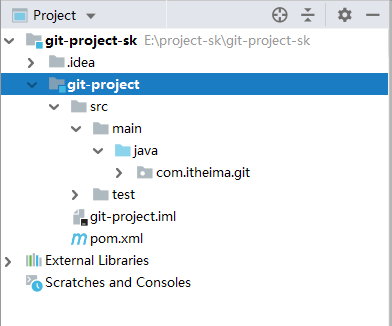 Project
git-project-sk E:\project-sk\git-project-sk
.idea
git-project
src
main
java
com.itheima.git
test
git-project.iml
pom.xml
External Libraries
Scratches and Consoles